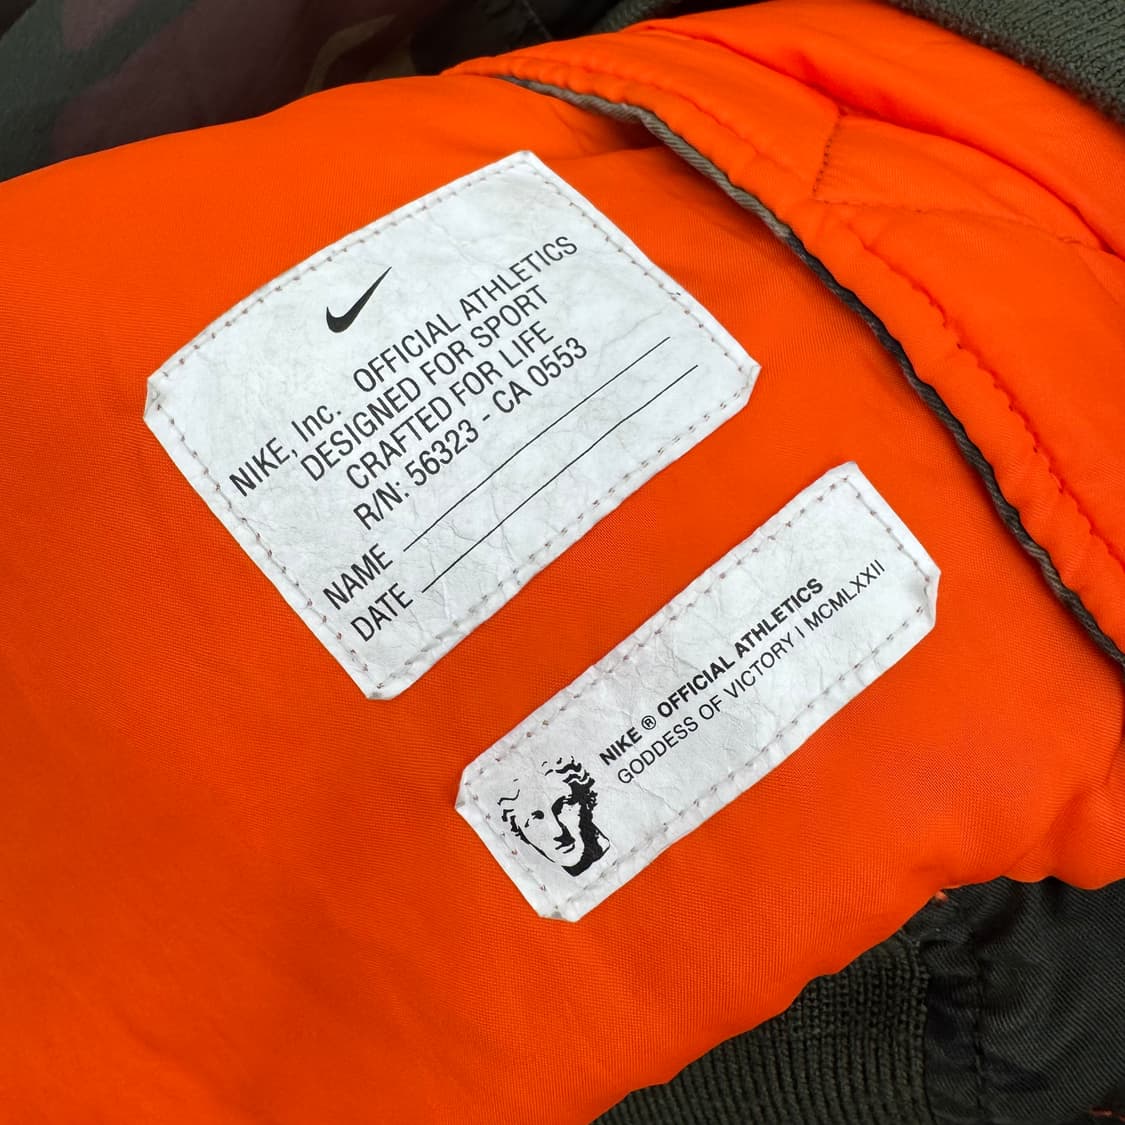 NIKE, Inc. OFFICIAL ATHLETICS
DESIGNED FOR SPORT
CRAFTED FOR LIFE
R/N: 56323 - CA 0553
NAME
DATE
NIKE ® OFFICIAL ATHLETICS
GODDESS OF VICTORY | MCMLXXII